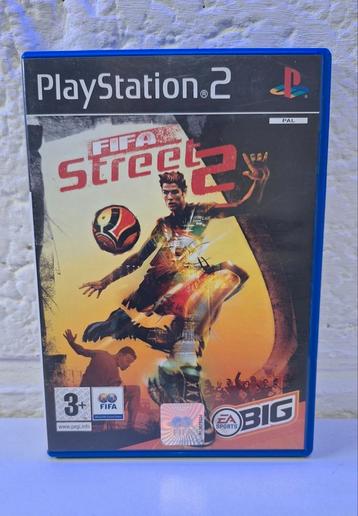 PlayStation®2
PAL
FIFA
Street 2
3+
www.pegi.info
FIFA
EA
SPORTS
BIG